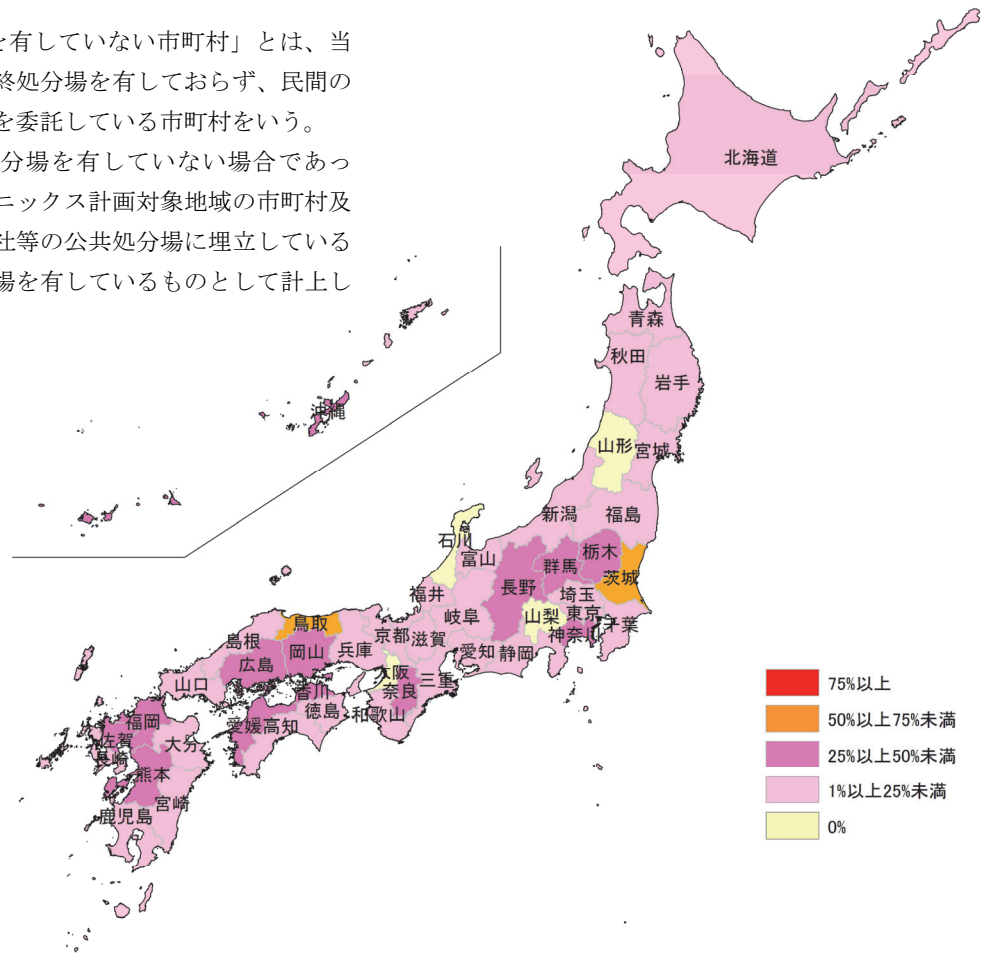 を有していない市町村」とは、当
終処分場を有しておらず、民間の
を委託している市町村をいう。
分場を有していない場合であっ
ニックス計画対象地域の市町村及
社等の公共処分場に埋立している
場を有しているものとして計上し
北海道
青森
秋田
岩手
山形
宮城
新潟
福島
石川
富山
栃木
群馬
茨城
長野
福井
埼玉
岐阜
山梨
東京
神奈川
千葉
鳥取
島根
岡山
兵庫
京都
滋賀
愛知
静岡
広島
大阪
三重
奈良
山口
香川
徳島
和歌山
愛媛
高知
福岡
佐賀
大分
長崎
熊本
宮崎
鹿児島
沖縄
75%以上
50%以上75%未満
25%以上50%未満
1%以上25%未満
0%